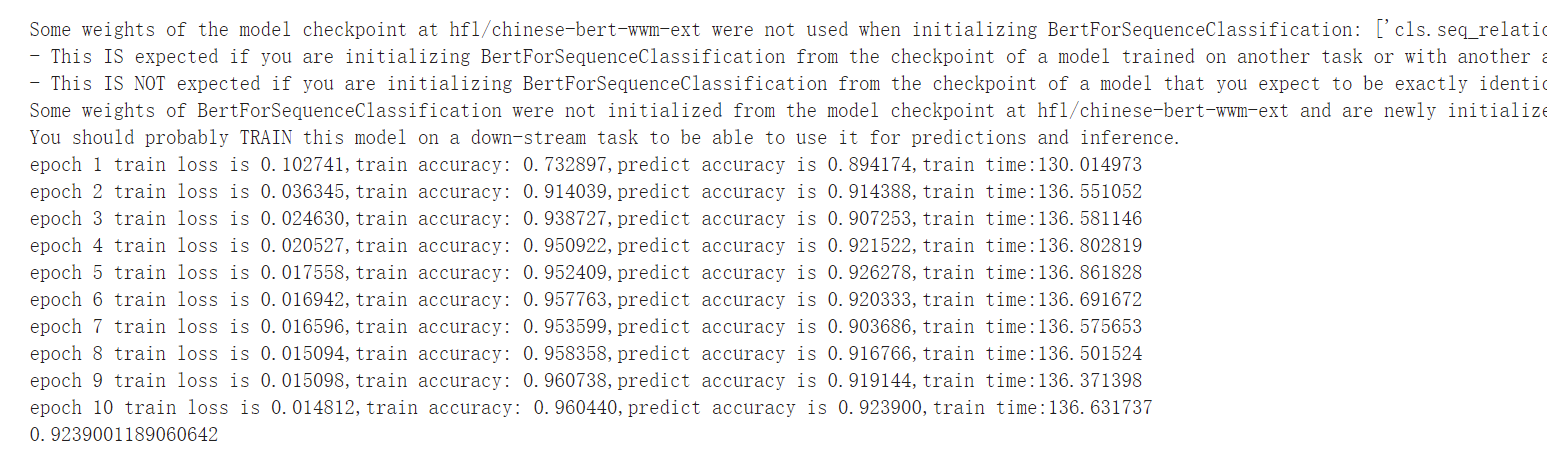 Some weights of the model checkpoint at hfl/chinese-bert-wwm-ext were not used when initializing BertForSequenceClassification: ['cls.seq_relatio
- This IS expected if you are initializing BertForSequenceClassification from the checkpoint of a model trained on another task or with another a
- This IS NOT expected if you are initializing BertForSequenceClassification from the checkpoint of a model that you expect to be exactly identic
Some weights of BertForSequenceClassification were not initialized from the model checkpoint at hfl/chinese-bert-wwm-ext and are newly initialize
You should probably TRAIN this model on a down-stream task to be able to use it for predictions and inference.
epoch 1 train loss is 0.102741,train accuracy: 0.732897,predict accuracy is 0.894174,train time:130.014973
epoch 2 train loss is 0.036345,train accuracy: 0.914039,predict accuracy is 0.914388,train time:136.551052
epoch 3 train loss is 0.024630,train accuracy: 0.938727,predict accuracy is 0.907253,train time:136.581146
epoch 4 train loss is 0.020527,train accuracy: 0.950922,predict accuracy is 0.921522,train time:136.802819
epoch 5 train loss is 0.017558,train accuracy: 0.952409,predict accuracy is 0.926278,train time:136.861828
epoch 6 train loss is 0.016942,train accuracy: 0.957763,predict accuracy is 0.920333,train time:136.691672
epoch 7 train loss is 0.016596,train accuracy: 0.953599,predict accuracy is 0.903686,train time:136.575653
epoch 8 train loss is 0.015094,train accuracy: 0.958358,predict accuracy is 0.916766,train time:136.501524
epoch 9 train loss is 0.015098,train accuracy: 0.960738,predict accuracy is 0.919144,train time:136.371398
epoch 10 train loss is 0.014812,train accuracy: 0.960440,predict accuracy is 0.923900,train time:136.631737
0.9239001189060642